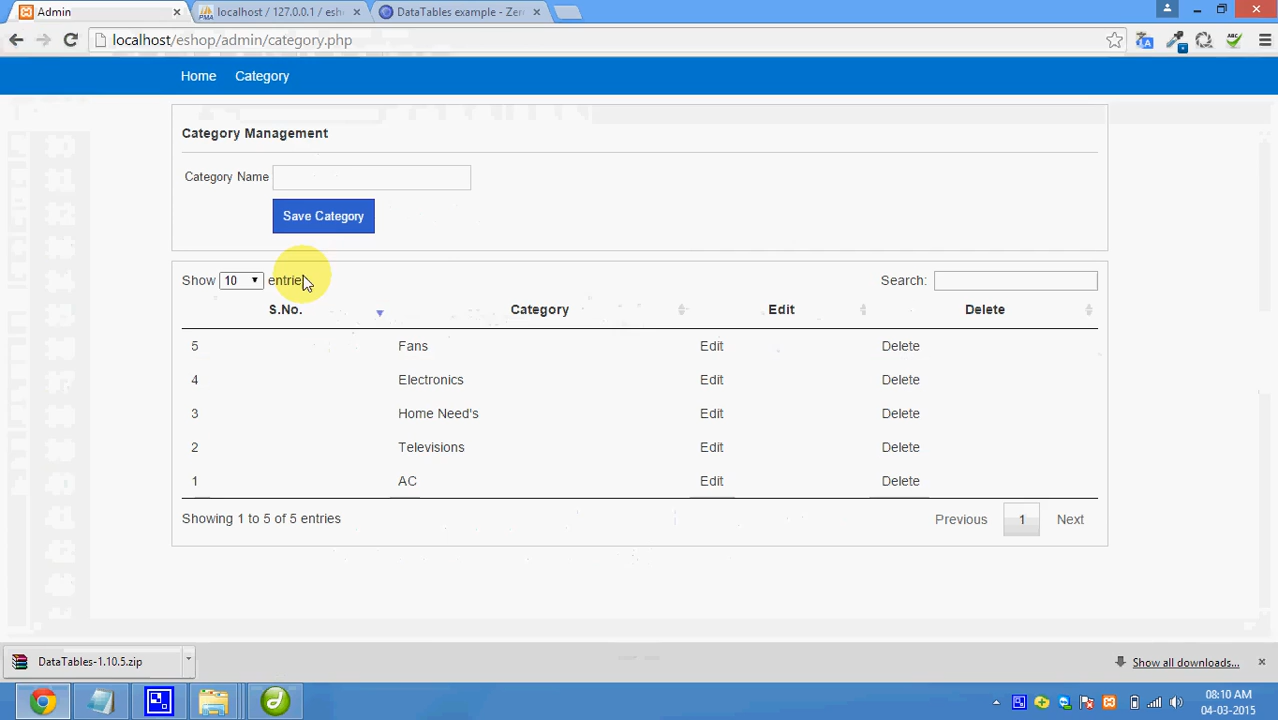 Admin
localhost / 127.0.0.1 / esh
DataTables example - Zer
localhost/eshop/admin/category.php
Home Category
Category Management
Category Name
Save Category
Show 10 entries Search:
S.No. Category Edit Delete
5 Fans Edit Delete
4 Electronics Edit Delete
3 Home Need's Edit Delete
2 Televisions Edit Delete
1 AC Edit Delete
Showing 1 to 5 of 5 entries Previous 1 Next
DataTables-1.10.5.zip Show all downloads...
08:10 AM
04-03-2015